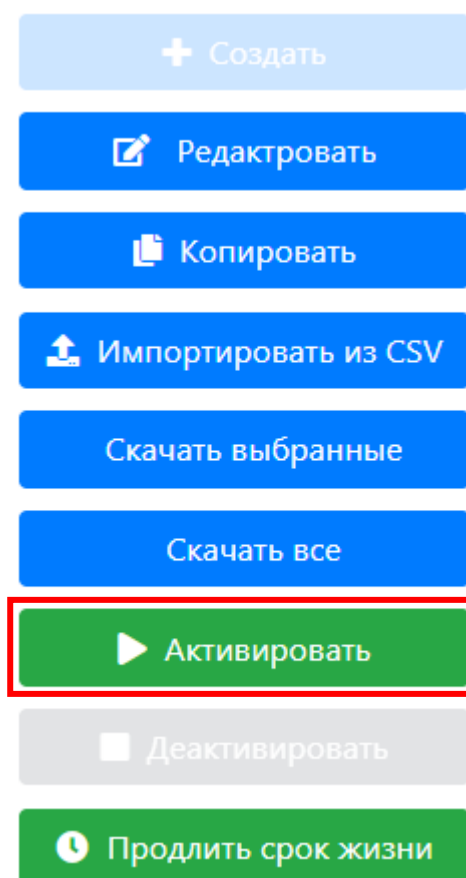 Создать
Редактровать
Копировать
Импортировать из CSV
Скачать выбранные
Скачать все
Активировать
Деактивировать
Продлить срок жизни